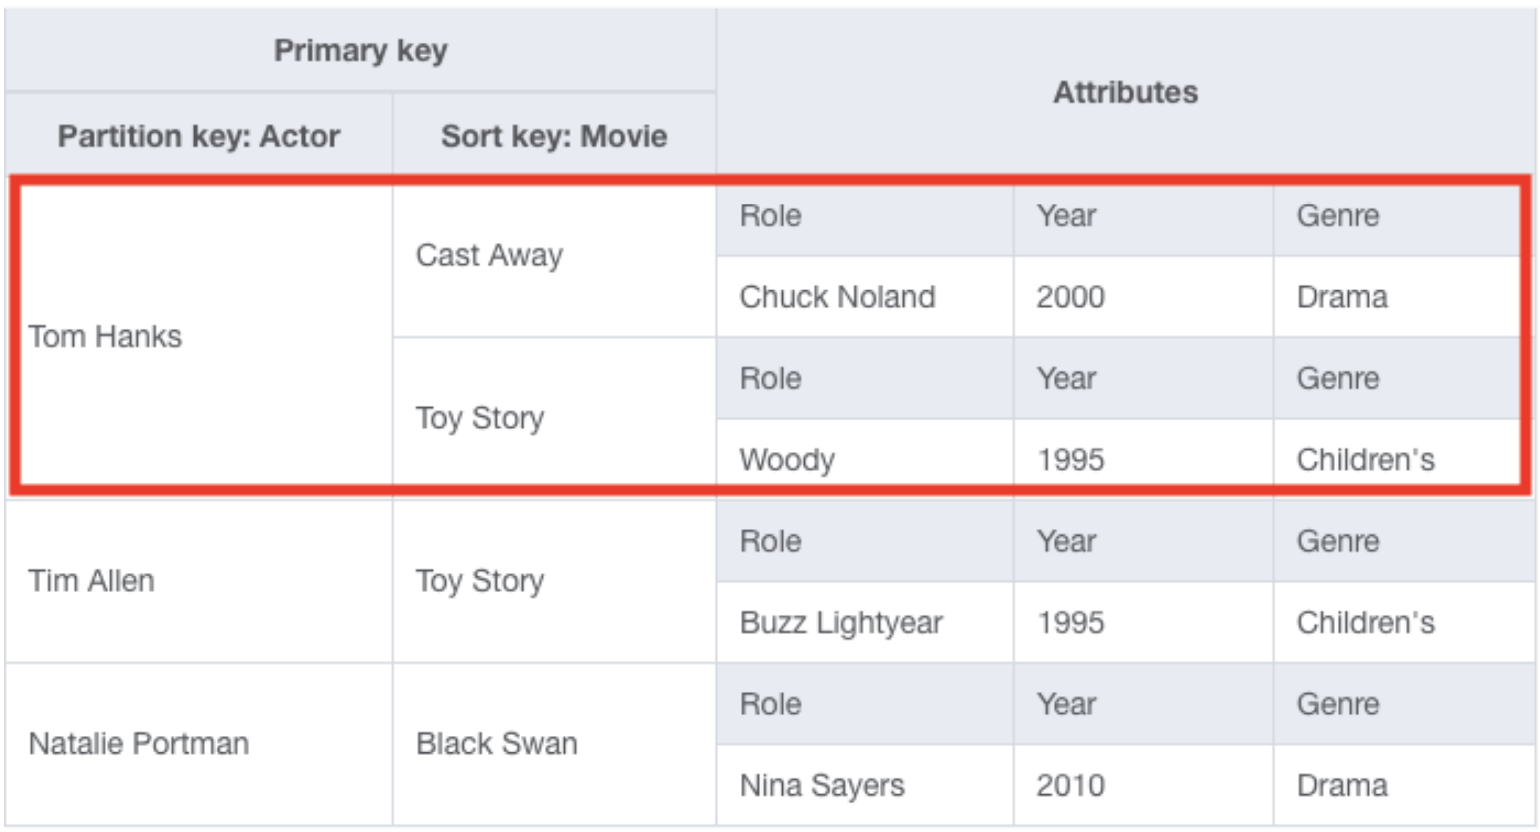 Primary key
Attributes
Partition key: Actor Sort key: Movie
Tom Hanks
Cast Away
Role Year Genre
Chuck Noland 2000 Drama
Toy Story
Role Year Genre
Woody 1995 Children's
Tim Allen
Toy Story
Role Year Genre
Buzz Lightyear 1995 Children's
Natalie Portman
Black Swan
Role Year Genre
Nina Sayers 2010 Drama